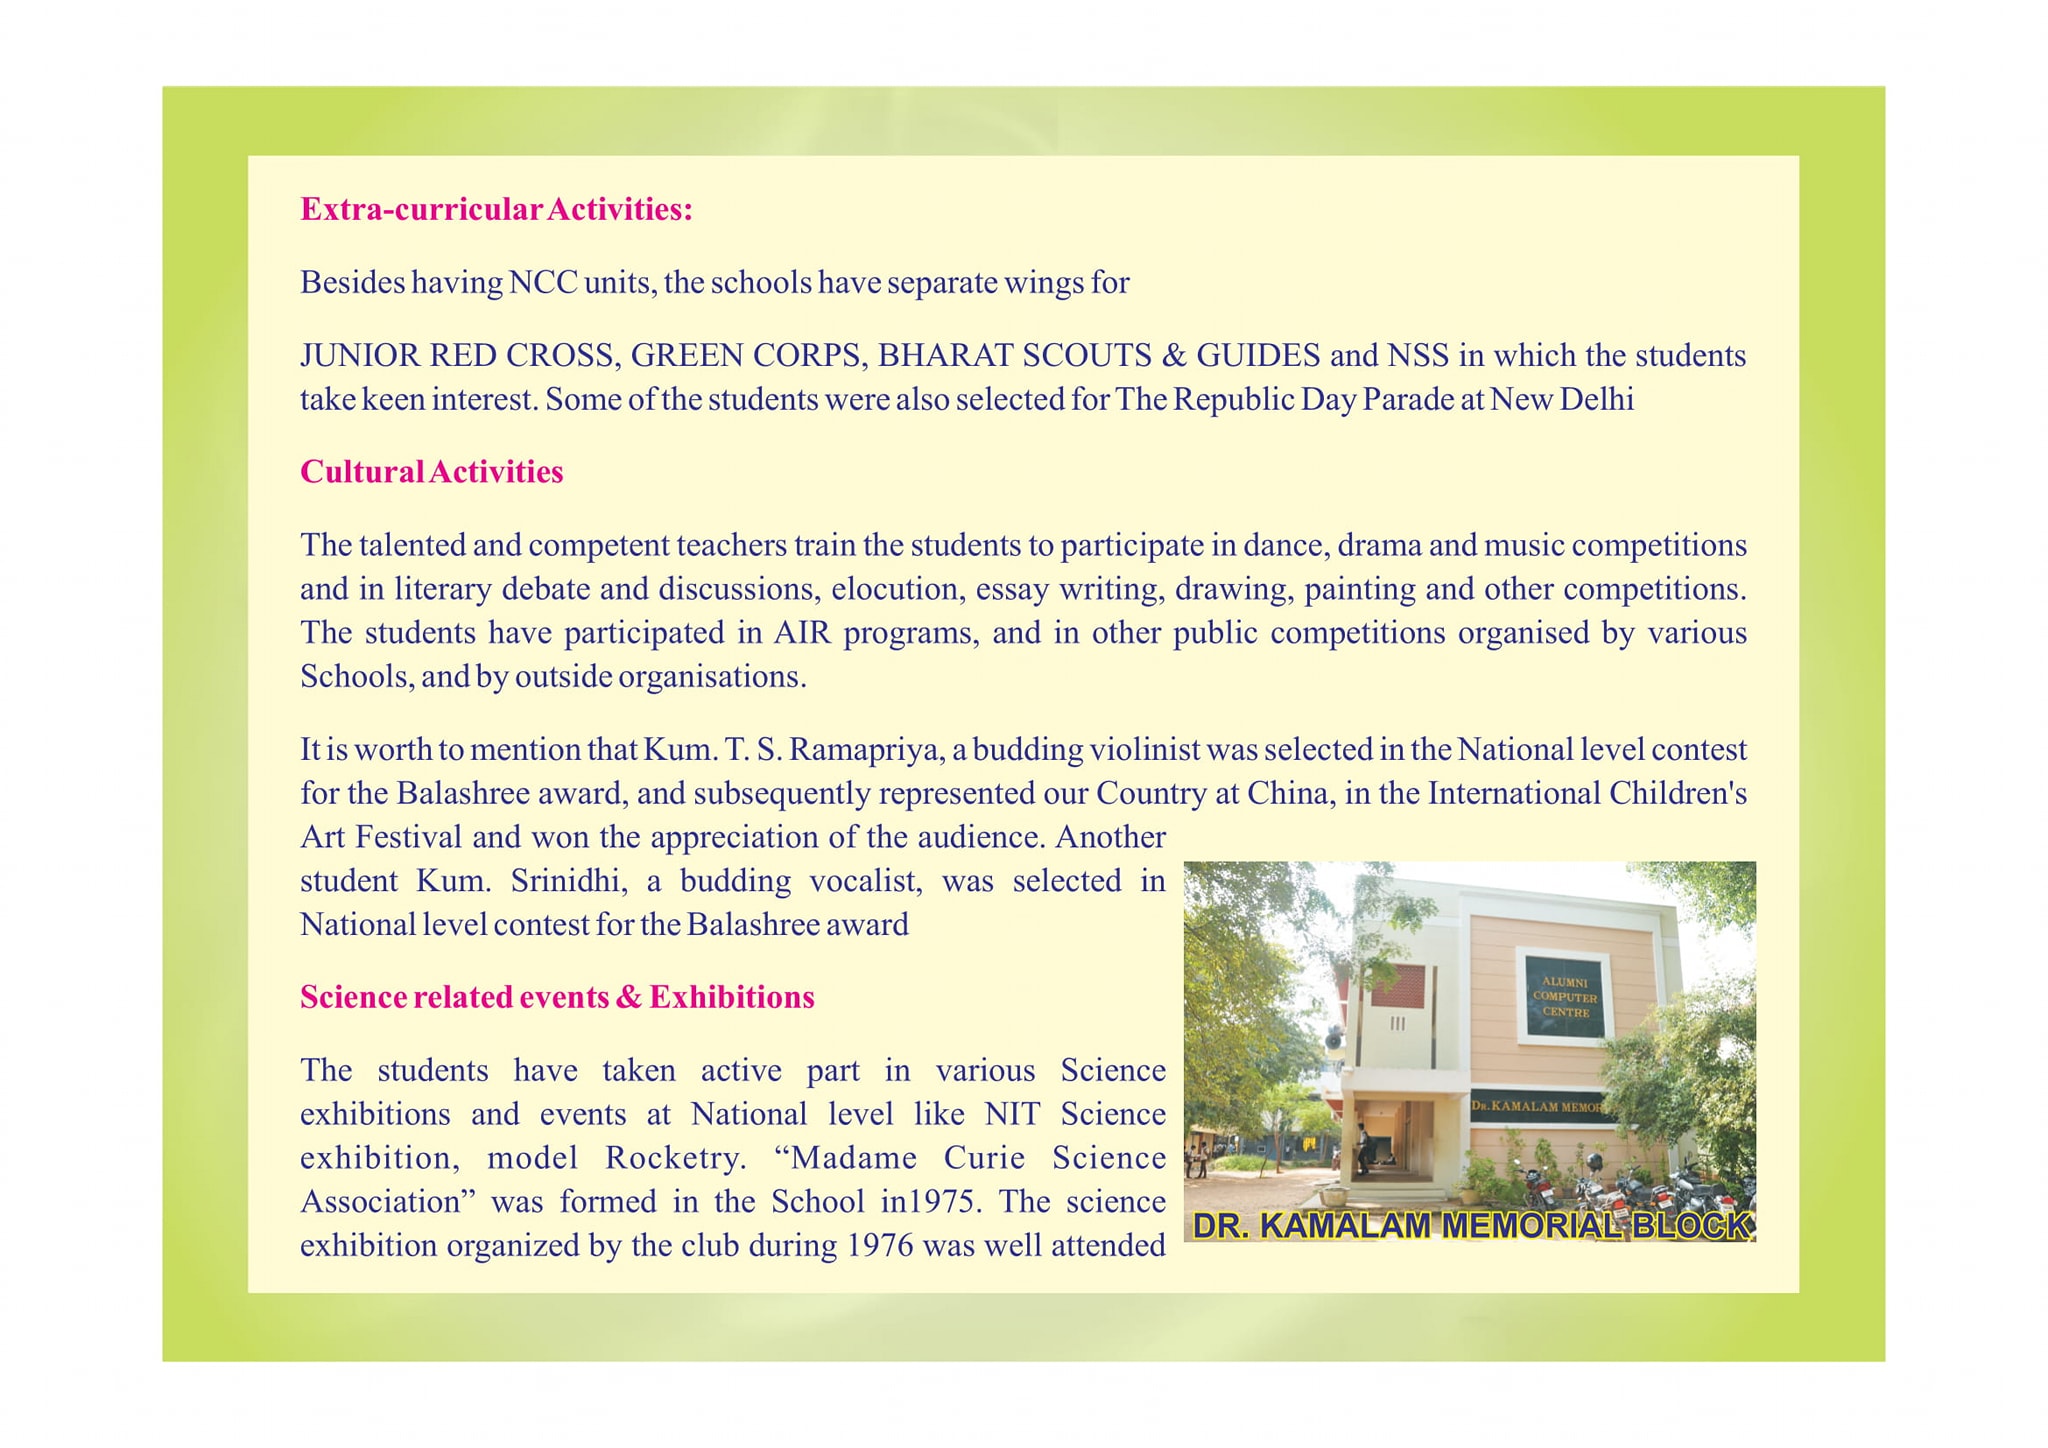 Extra-curricular Activities:
Besides having NCC units, the schools have separate wings for
JUNIOR RED CROSS, GREEN CORPS, BHARAT SCOUTS & GUIDES and NSS in which the students
take keen interest. Some of the students were also selected for The Republic Day Parade at New Delhi
Cultural Activities
The talented and competent teachers train the students to participate in dance, drama and music competitions
and in literary debate and discussions, elocution, essay writing, drawing, painting and other competitions.
The students have participated in AIR programs, and in other public competitions organised by various
Schools, and by outside organisations.
It is worth to mention that Kum. T. S. Ramapriya, a budding violinist was selected in the National level contest
for the Balashree award, and subsequently represented our Country at China, in the International Children's
Art Festival and won the appreciation of the audience. Another
student Kum. Srinidhi, a budding vocalist, was selected in
National level contest for the Balashree award
Science related events & Exhibitions
The students have taken active part in various Science
exhibitions and events at National level like NIT Science
exhibition, model Rocketry. “Madame Curie Science
Association” was formed in the School in1975. The science
exhibition organized by the club during 1976 was well attended
ALUMNI
COMPUTER
CENTRE
DR. KAMALAM MEMOR
DR. KAMALAM MEMORIAL BLOCK